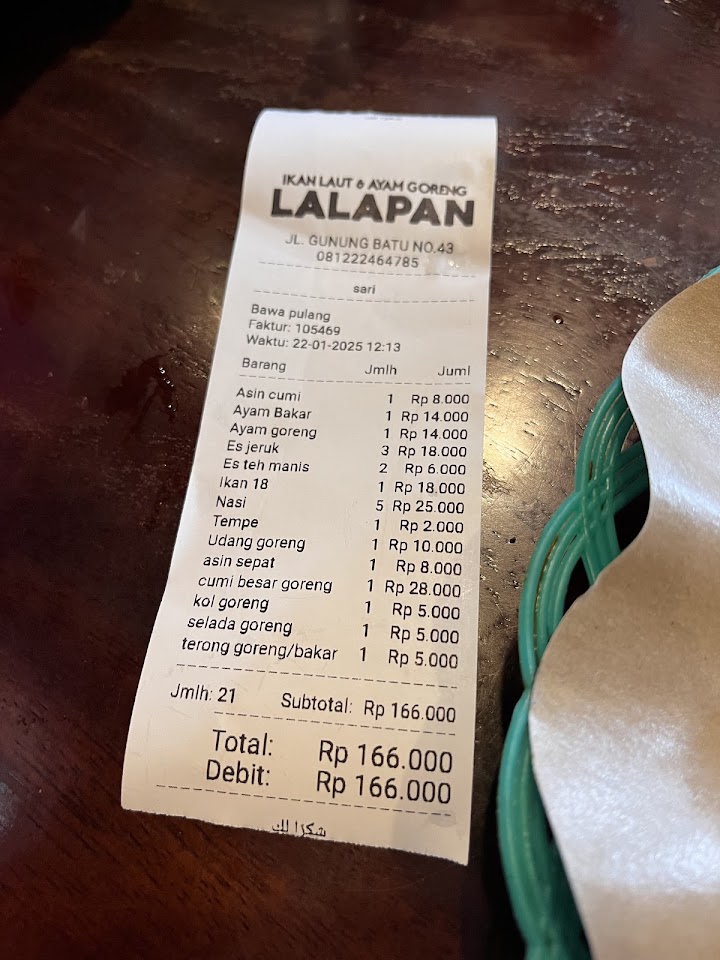 IKAN LAUT & AYAM GORENG
LALAPAN
JL. GUNUNG BATU NO.43
081222464785
sari
Bawa pulang
Faktur: 105469
Waktu: 22-01-2025 12:13
Barang Jmlh Juml
Asin cumi 1 Rp 8.000
Ayam Bakar 1 Rp 14.000
Ayam goreng 1 Rp 14.000
Es jeruk 3 Rp 18.000
Es teh manis 2 Rp 6.000
Ikan 18 1 Rp 18.000
Nasi 5 Rp 25.000
Tempe 1 Rp 2.000
Udang goreng 1 Rp 10.000
asin sepat 1 Rp 8.000
cumi besar goreng 1 Rp 28.000
kol goreng 1 Rp 5.000
selada goreng 1 Rp 5.000
terong goreng/bakar 1 Rp 5.000
Jmlh: 21 Subtotal: Rp 166.000
Total: Rp 166.000
Debit: Rp 166.000
شكرا لك